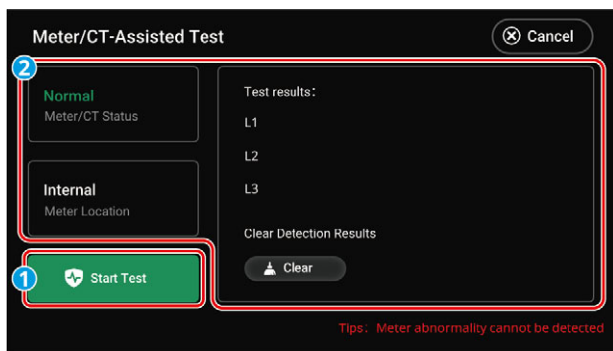 Meter/CT-Assisted Test
Cancel
2
Normal
Meter/CT Status
Internal
Meter Location
1
Start Test
Test results:
L1
L2
L3
Clear Detection Results
Clear
Tips: Meter abnormality cannot be detected